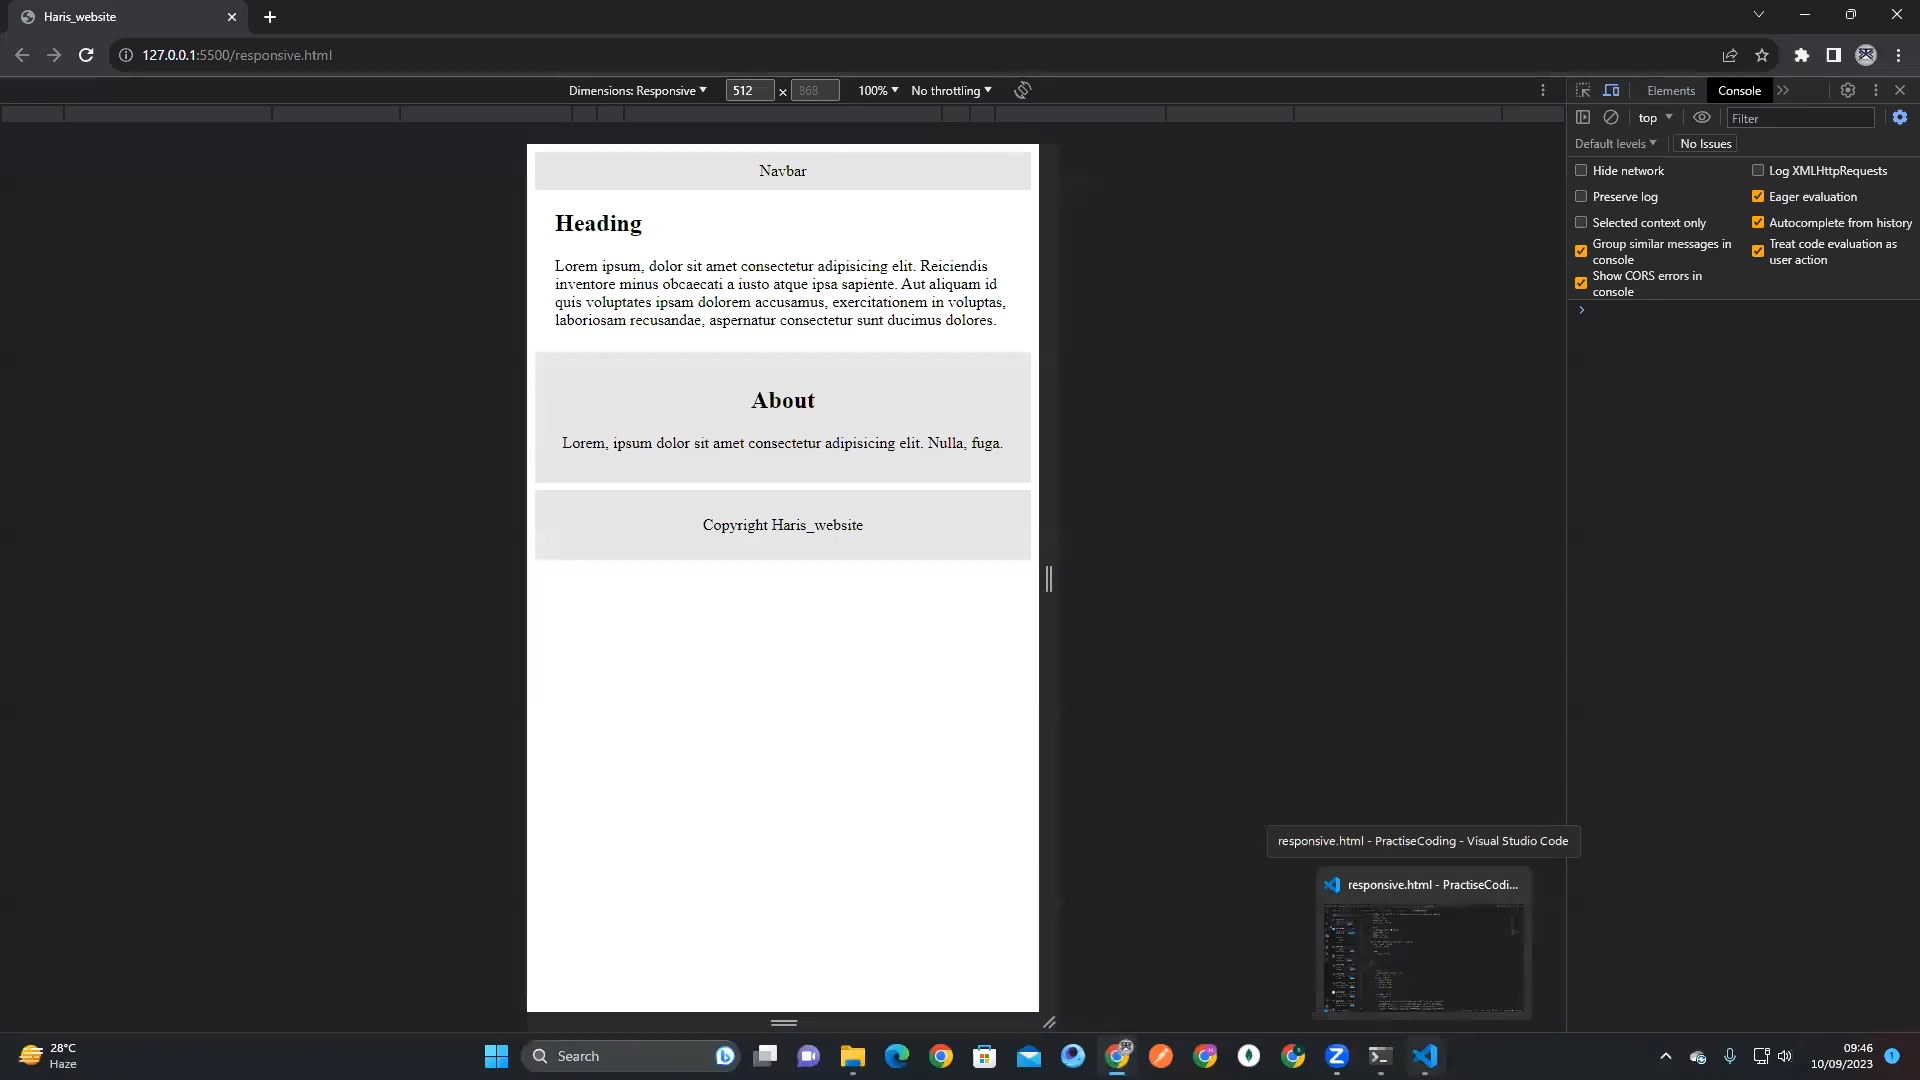 Haris_website
127.0.0.1:5500/responsive.html
Dimensions: Responsive
512 x 868
100%
No throttling
Elements
Console
top
Filter
Default levels
No Issues
Hide network
Log XMLHttpRequests
Preserve log
Eager evaluation
Selected context only
Autocomplete from history
Group similar messages in
console
Treat code evaluation as
user action
Show CORS errors in
console
Navbar
Heading
Lorem ipsum, dolor sit amet consectetur adipisicing elit. Reiciendis
inventore minus obcaecati a iusto atque ipsa sapiente. Aut aliquam id
quis voluptates ipsam dolorem accusamus, exercitationem in voluptas,
laboriosam recusandae, aspernatur consectetur sunt ducimus dolores.
About
Lorem, ipsum dolor sit amet consectetur adipisicing elit. Nulla, fuga.
Copyright Haris_website
responsive.html - PractiseCoding - Visual Studio Code
responsive.html - PractiseCodi...
28°C
Haze
Search
09:46
10/09/2023
1